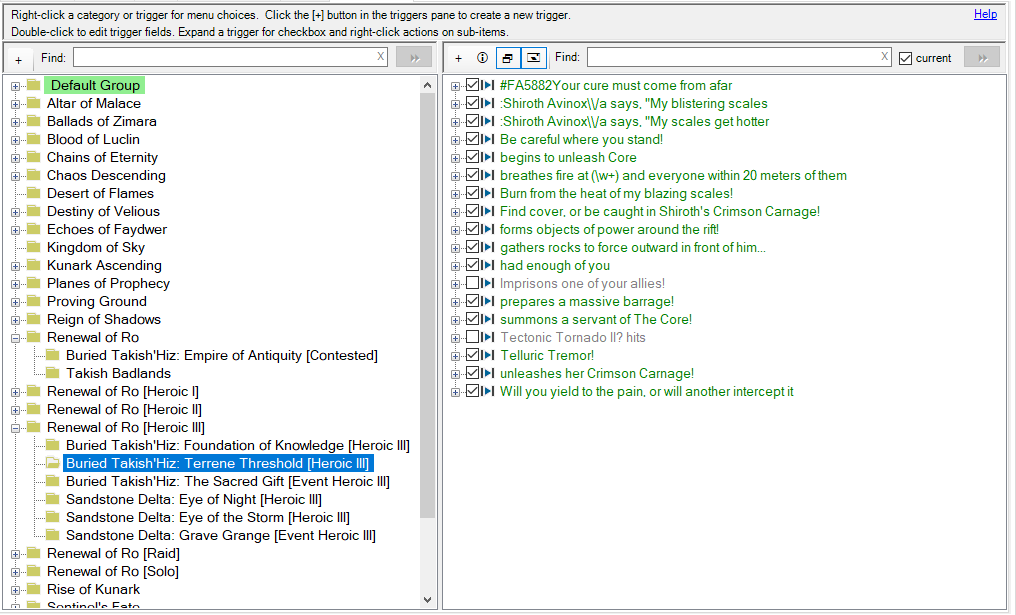 Right-click a category or trigger for menu choices.  Click the [+] button in the triggers pane to create a new trigger.
Help
Double-click to edit trigger fields. Expand a trigger for checkbox and right-click actions on sub-items.
+ Find: X
+ Find: X current
Default Group
Altar of Malace
Ballads of Zimara
Blood of Luclin
Chains of Eternity
Chaos Descending
Desert of Flames
Destiny of Velious
Echoes of Faydwer
Kingdom of Sky
Kunark Ascending
Planes of Prophecy
Proving Ground
Reign of Shadows
Renewal of Ro
Buried Takish'Hiz: Empire of Antiquity [Contested]
Takish Badlands
Renewal of Ro [Heroic I]
Renewal of Ro [Heroic II]
Renewal of Ro [Heroic III]
Buried Takish'Hiz: Foundation of Knowledge [Heroic III]
Buried Takish'Hiz: Terrene Threshold [Heroic III]
Buried Takish'Hiz: The Sacred Gift [Event Heroic III]
Sandstone Delta: Eye of Night [Heroic III]
Sandstone Delta: Eye of the Storm [Heroic III]
Sandstone Delta: Grave Grange [Event Heroic III]
Renewal of Ro [Raid]
Renewal of Ro [Solo]
Rise of Kunark
Sentinel's Fate
#FA5882Your cure must come from afar
:Shiroth Avinox\\/a says, "My blistering scales
:Shiroth Avinox\\/a says, "My scales get hotter
Be careful where you stand!
begins to unleash Core
breathes fire at (\w+) and everyone within 20 meters of them
Burn from the heat of my blazing scales!
Find cover, or be caught in Shiroth's Crimson Carnage!
forms objects of power around the rift!
gathers rocks to force outward in front of him...
had enough of you
Imprisons one of your allies!
prepares a massive barrage!
summons a servant of The Core!
Tectonic Tornado II? hits
Telluric Tremor!
unleashes her Crimson Carnage!
Will you yield to the pain, or will another intercept it